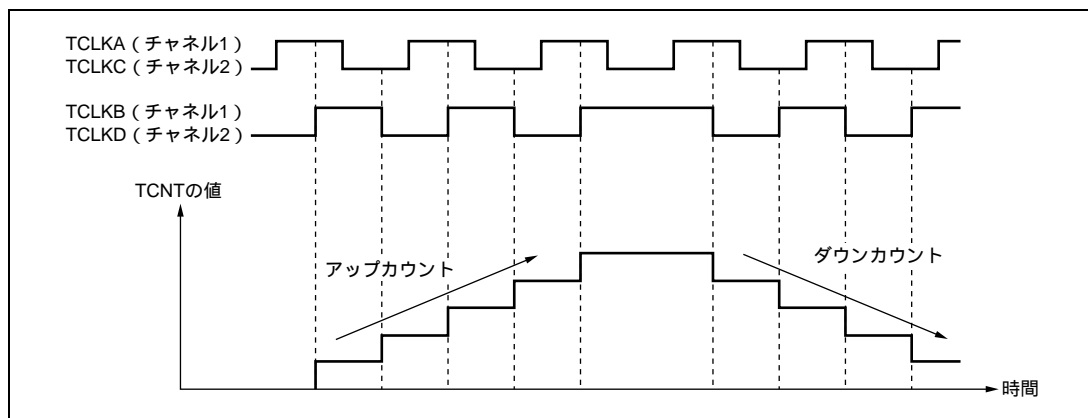 TCLKA（チャネル1）
TCLKC（チャネル2）
TCLKB（チャネル1）
TCLKD（チャネル2）
TCNTの値
アップカウント
ダウンカウント
時間